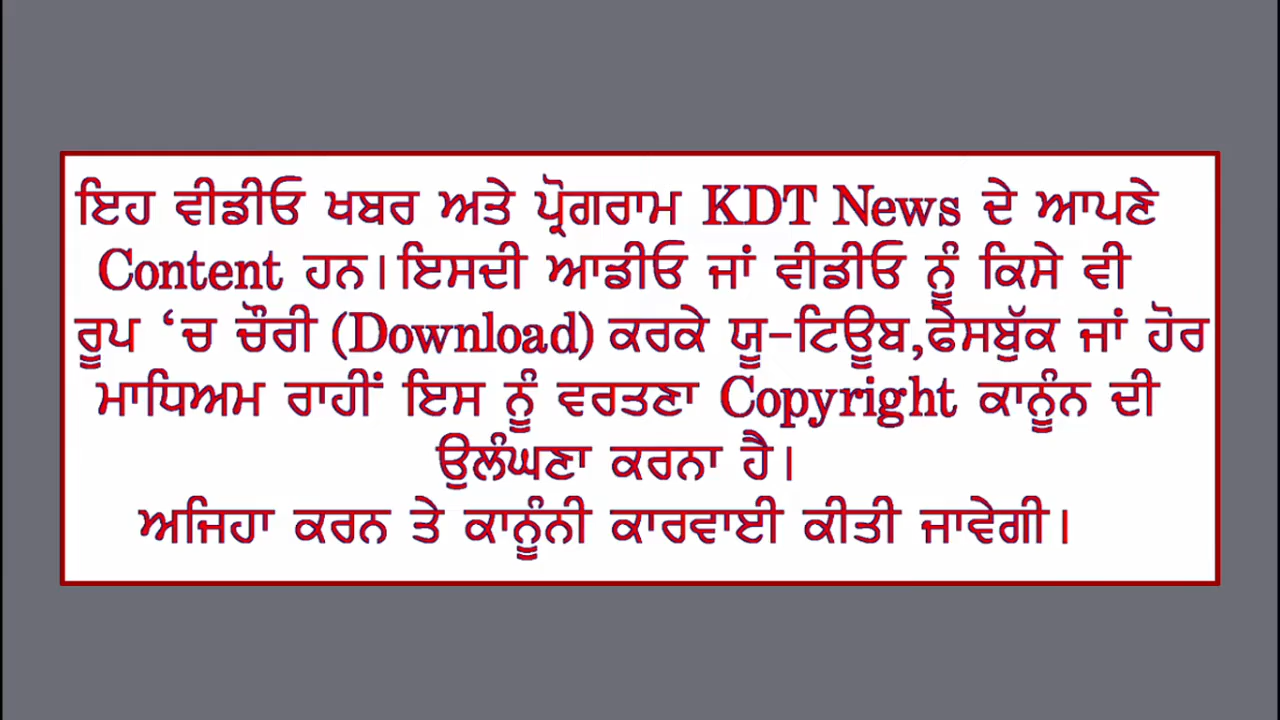 ਇਹ ਵੀਡੀਓ ਖਬਰ ਅਤੇ ਪ੍ਰੋਗਰਾਮ KDT News ਦੇ ਆਪਣੇ
Content ਹਨ। ਇਸਦੀ ਆਡੀਓ ਜਾਂ ਵੀਡੀਓ ਨੂੰ ਕਿਸੇ ਵੀ
ਰੂਪ ‘ਚ ਚੋਰੀ (Download) ਕਰਕੇ ਯੂ-ਟਿਊਬ,ਫੇਸਬੁੱਕ ਜਾਂ ਹੋਰ
ਮਾਧਿਅਮ ਰਾਹੀਂ ਇਸ ਨੂੰ ਵਰਤਣਾ Copyright ਕਾਨੂੰਨ ਦੀ
ਉਲੰਘਣਾ ਕਰਨਾ ਹੈ।
ਅਜਿਹਾ ਕਰਨ ਤੇ ਕਾਨੂੰਨੀ ਕਾਰਵਾਈ ਕੀਤੀ ਜਾਵੇਗੀ।